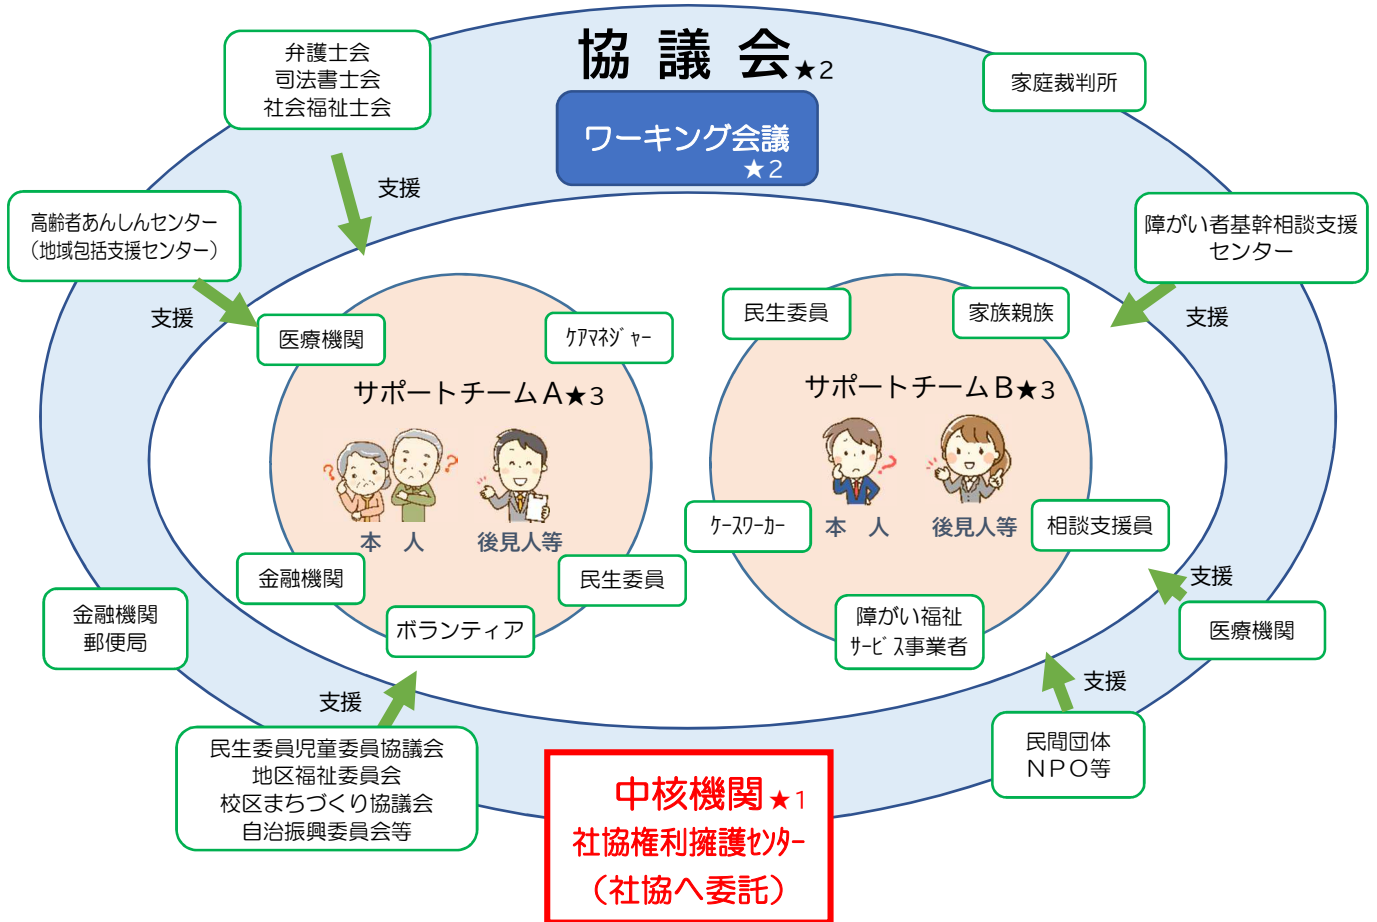 協 議 会★2
ワーキング会議
★2
弁護士会
司法書士会
社会福祉士会
家庭裁判所
支援
高齢者あんしんセンター
（地域包括支援センター）
支援
障がい者基幹相談支援
センター
支援
医療機関
ｹｱﾏﾈｼﾞｬｰ
サポートチームＡ★3
?
?
本 人
後見人等
金融機関
ボランティア
民生委員
民生委員
家族親族
サポートチームＢ★3
?
本 人
後見人等
ｹｰｽﾜｰｶｰ
相談支援員
障がい福祉
ｻｰﾋﾞｽ事業者
金融機関
郵便局
支援
医療機関
支援
民生委員児童委員協議会
地区福祉委員会
校区まちづくり協議会
自治振興委員会等
支援
民間団体
ＮＰＯ等
中核機関★1
社協権利擁護ｾﾝﾀｰ
（社協へ委託）